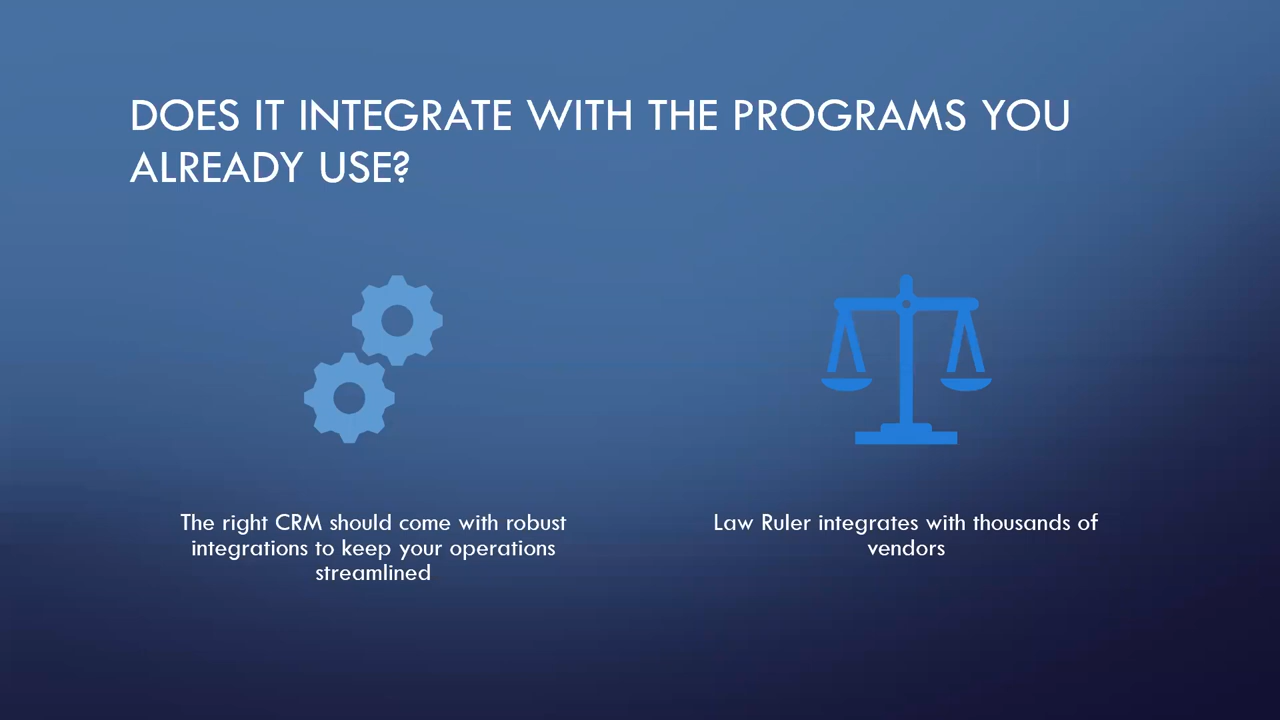 DOES IT INTEGRATE WITH THE PROGRAMS YOU
ALREADY USE?
The right CRM should come with robust
integrations to keep your operations
streamlined
Law Ruler integrates with thousands of
vendors